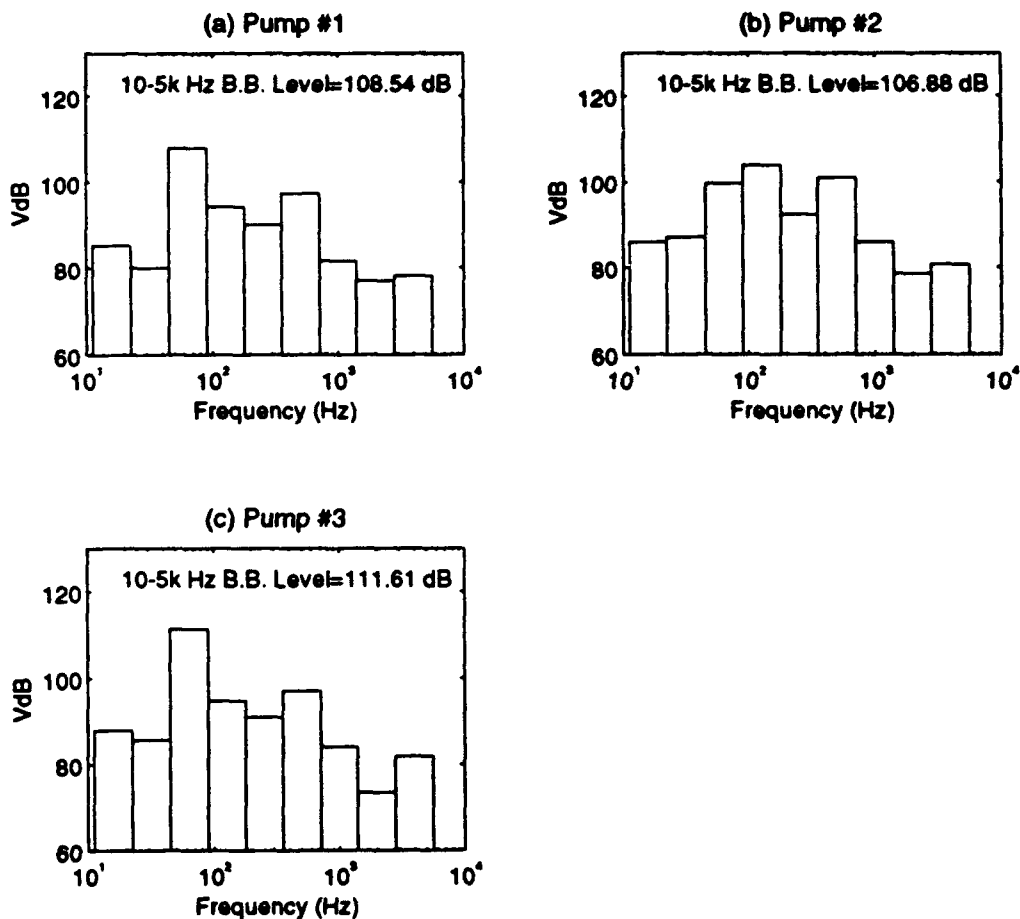 (a) Pump #1
10-5k Hz B.B. Level=108.54 dB
120
100
80
60
VdB
10¹ 10² 10³ 10⁴
Frequency (Hz)
(b) Pump #2
10-5k Hz B.B. Level=106.88 dB
120
100
80
60
VdB
10¹ 10² 10³ 10⁴
Frequency (Hz)
(c) Pump #3
10-5k Hz B.B. Level=111.61 dB
120
100
80
60
VdB
10¹ 10² 10³ 10⁴
Frequency (Hz)